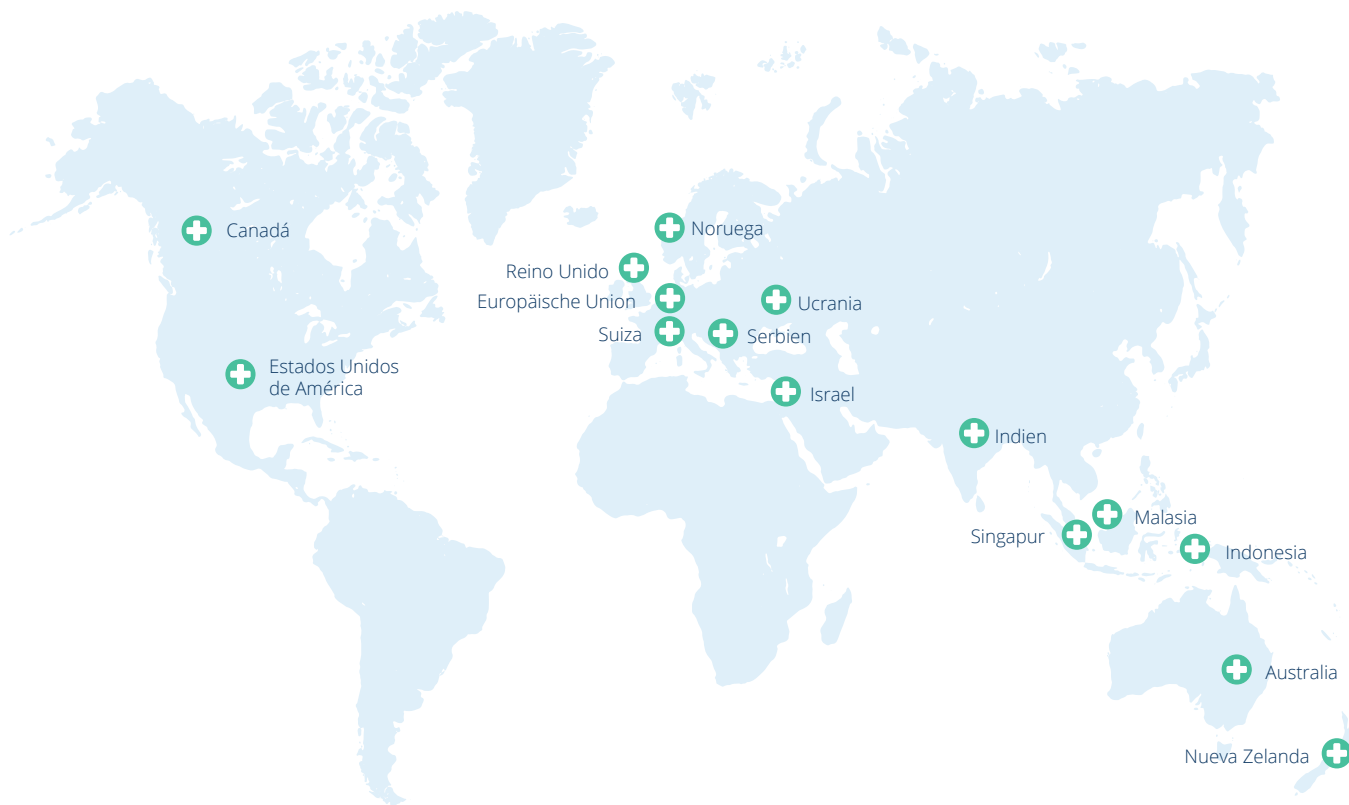 Canadá
Noruega
Reino Unido
Europäische Union
Ucrania
Suiza
Serbien
Estados Unidos
de América
Israel
Indien
Malasia
Singapur
Indonesia
Australia
Nueva Zelanda